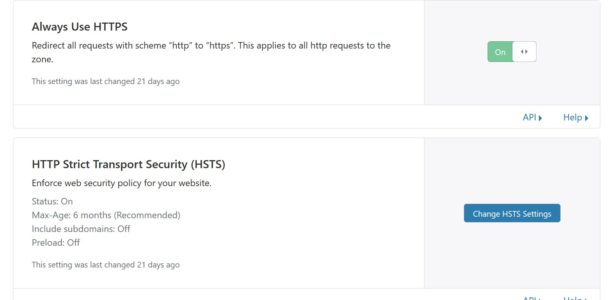 Always Use HTTPS
Redirect all requests with scheme “http” to “https”. This applies to all http requests to the
zone.
On
This setting was last changed 21 days ago
API
Help
HTTP Strict Transport Security (HSTS)
Enforce web security policy for your website.
Status: On
Max-Age: 6 months (Recommended)
Include subdomains: Off
Preload: Off
Change HSTS Settings
This setting was last changed 21 days ago
API
Help